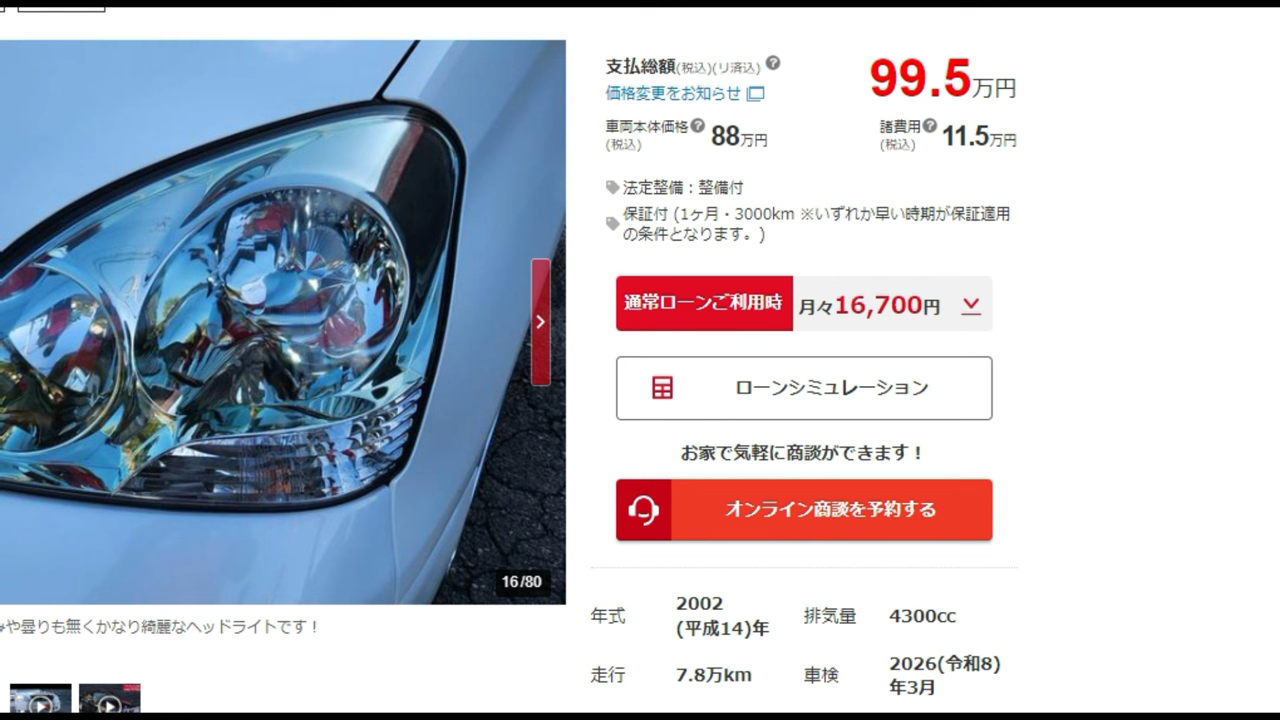 支払総額(税込)(リ済込)
99.5万円
価格変更をお知らせ
車両本体価格
(税込)
88万円
諸費用
(税込)
11.5万円
法定整備：整備付
保証付 (1ヶ月・3000km ※いずれか早い時期が保証適用
の条件となります。)
通常ローンご利用時
月々16,700円
ローンシミュレーション
お家で気軽に商談ができます！
オンライン商談を予約する
16/80
や曇りも無くかなり綺麗なヘッドライトです！
年式
2002
(平成14)年
排気量
4300cc
走行
7.8万km
車検
2026(令和8)
年3月